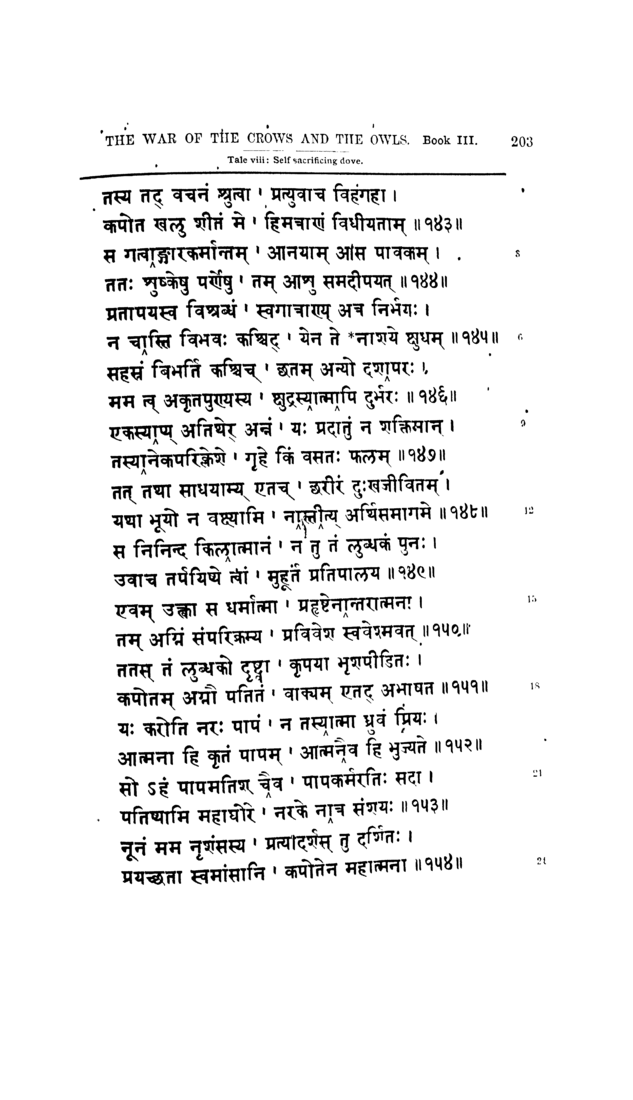 THE WAR OF THE CROWS AND THE OWLS. Book III. 203
Tale viii: Self sacrificing dove.
तस्य तद् वचनं श्रुत्वा ' प्रत्युवाच विहंगहा ।
कपोत खलु शीतं मे ' हिमत्राणं विधीयताम् ॥१४३॥
स गत्वाङ्गारकर्मान्तम् ' आनयाम् आस पावकम् । 3
ततः शुष्केषु पर्णेषु ' तम् आशु समदीपयत् ॥१४४॥
प्रतापयस्व विश्रब्धं ' स्वगात्राण्य् अत्र निर्भयः ।
न चास्ति विभवः कश्चिद् ' येन ते *नाशये क्षुधम् ॥१४५॥ 6
सहस्रं बिभर्ति कश्चिच् ' छतम् अन्यो दशापरः ।
मम त्व् अकृतपुण्यस्य ' क्षुद्रस्यात्मापि दुर्भरः ॥१४६॥
एकस्याप्य् अतिथेर् अन्नं ' यः प्रदातुं न शक्तिमान् । 9
तस्यानेकपरिक्लेशे ' गृहे किं वसतः फलम् ॥१४७॥
तत् तथा साधयाम्य् एतच् ' छरीरं दुःखजीवितम् ।
यथा भूयो न वक्ष्यामि ' नास्तीत्य् अर्थिसमागमे ॥१४८॥ 12
स निनिन्द किलात्मानं ' न तु तं लुब्धकं पुनः ।
उवाच तर्पयिष्ये त्वां ' मुहूर्तं प्रतिपालय ॥१४९॥
एवम् उक्त्वा स धर्मात्मा ' प्रहृष्टेनान्तरात्मना । 15
तम् अग्निं संपरिक्रम्य ' प्रविवेश स्ववेश्मवत् ॥१५०॥
ततस् तं लुब्धको दृष्ट्वा ' कृपया भृशपीडितः ।
कपोतम् अग्नौ पतितं ' वाक्यम् एतद् अभाषत ॥१५१॥ 18
यः करोति नरः पापं ' न तस्यात्मा ध्रुवं प्रियः ।
आत्मना हि कृतं पापम् ' आत्मनैव हि भुज्यते ॥१५२॥
सो ऽहं पापमतिश् चैव ' पापकर्मरतिः सदा । 21
पतिष्यामि महाघोरे ' नरके नात्र संशयः ॥१५३॥
नूनं मम नृशंसस्य ' प्रत्यादर्शस् तु दर्शितः ।
प्रयच्छता स्वमांसानि ' कपोतेन महात्मना ॥१५४॥ 24